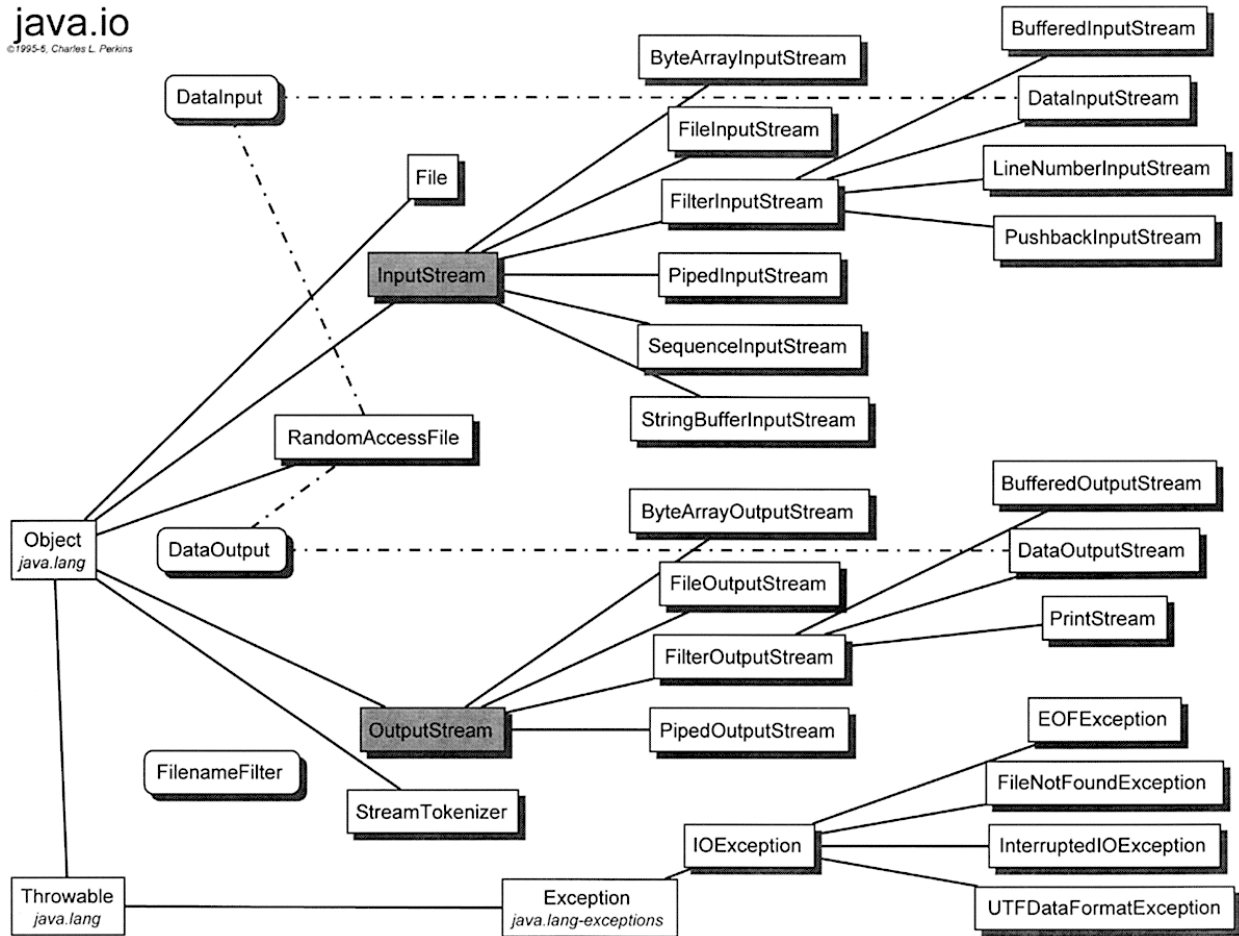 java.io
©1995-6, Charles L. Perkins
BufferedInputStream
ByteArrayInputStream
DataInput
DataInputStream
FileInputStream
File
LineNumberInputStream
FilterInputStream
PushbackInputStream
InputStream
PipedInputStream
SequenceInputStream
StringBufferInputStream
RandomAccessFile
BufferedOutputStream
ByteArrayOutputStream
Object
java.lang
DataOutput
DataOutputStream
FileOutputStream
PrintStream
FilterOutputStream
OutputStream
PipedOutputStream
EOFException
FilenameFilter
FileNotFoundException
StreamTokenizer
IOException
InterruptedIOException
Throwable
java.lang
Exception
java.lang-exceptions
UTFDataFormatException